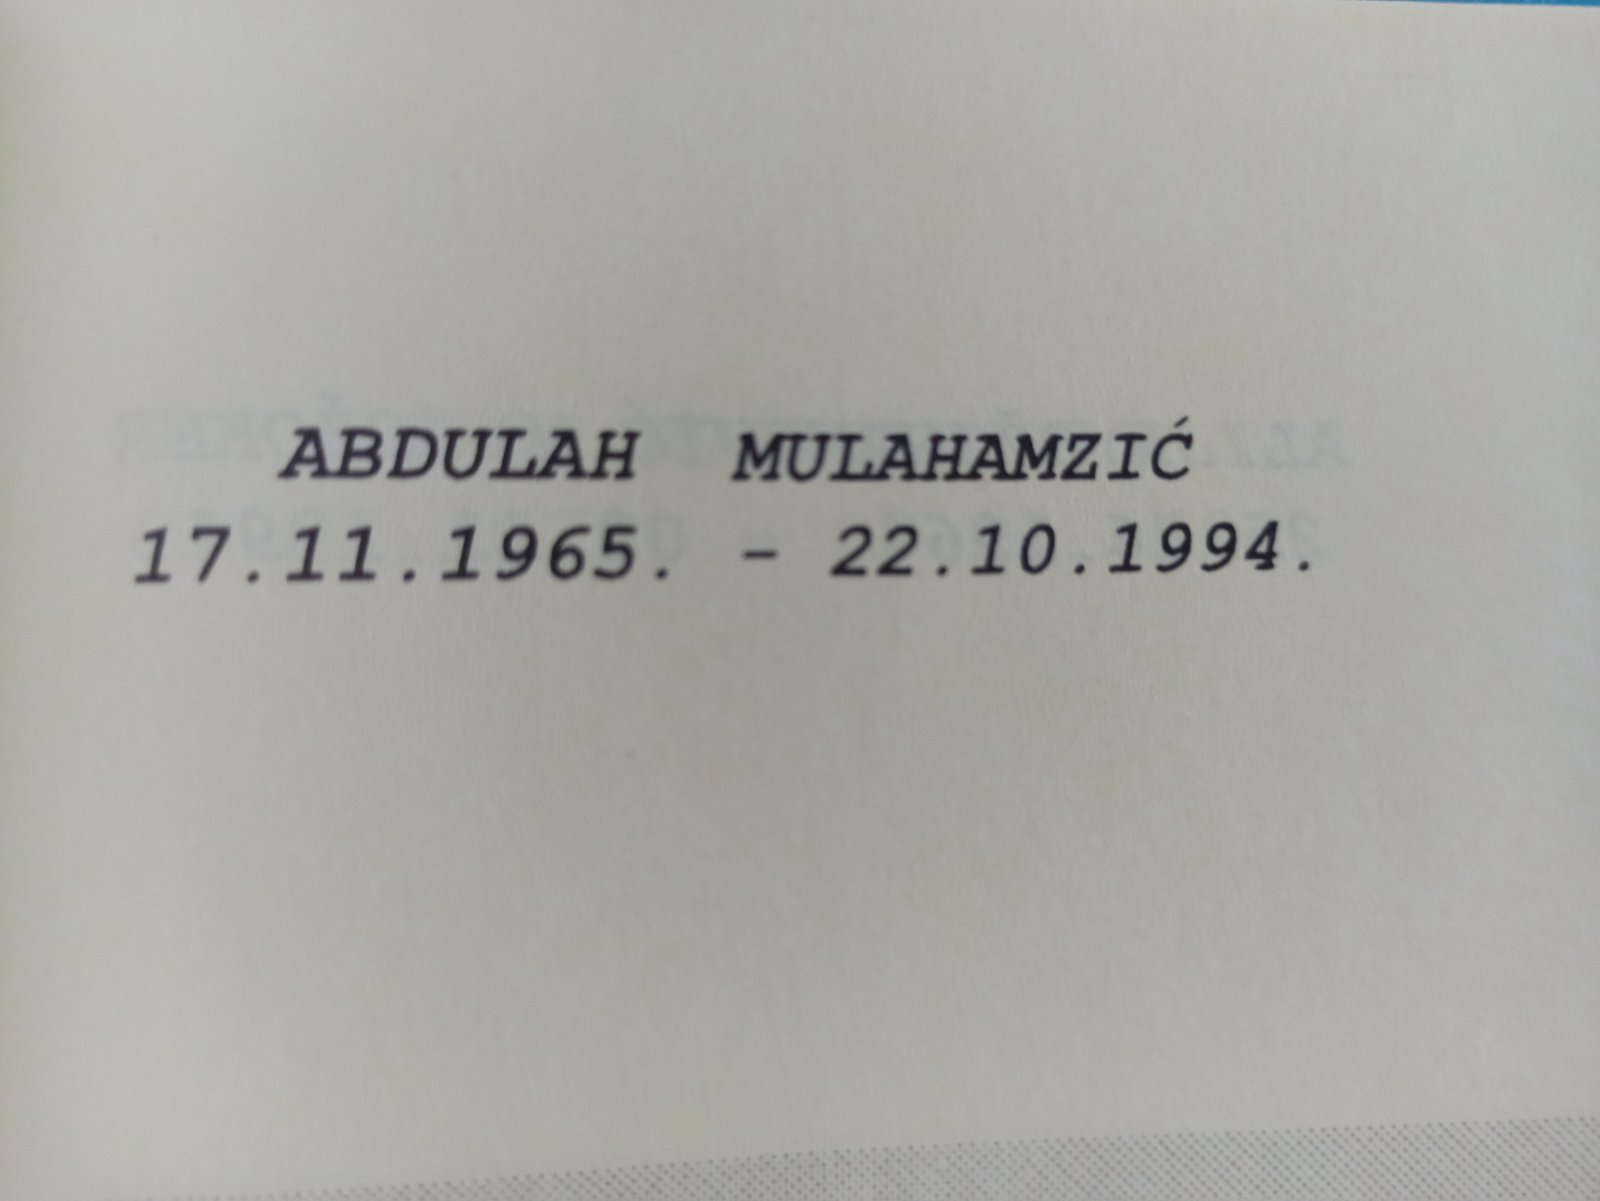 ABDULAH MULAHAMZIĆ
17.11.1965. - 22.10.1994.